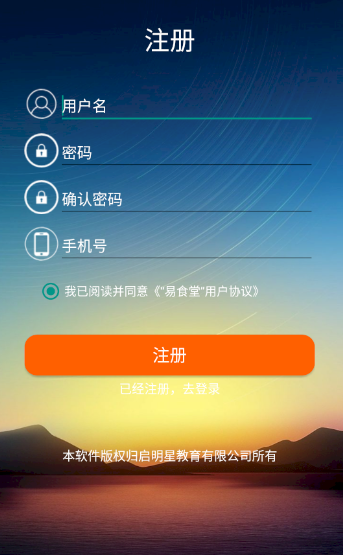 注册
用户名
密码
确认密码
手机号
我已阅读并同意《“易食堂”用户协议》
注册
已经注册，去登录
本软件版权归启明星教育有限公司所有